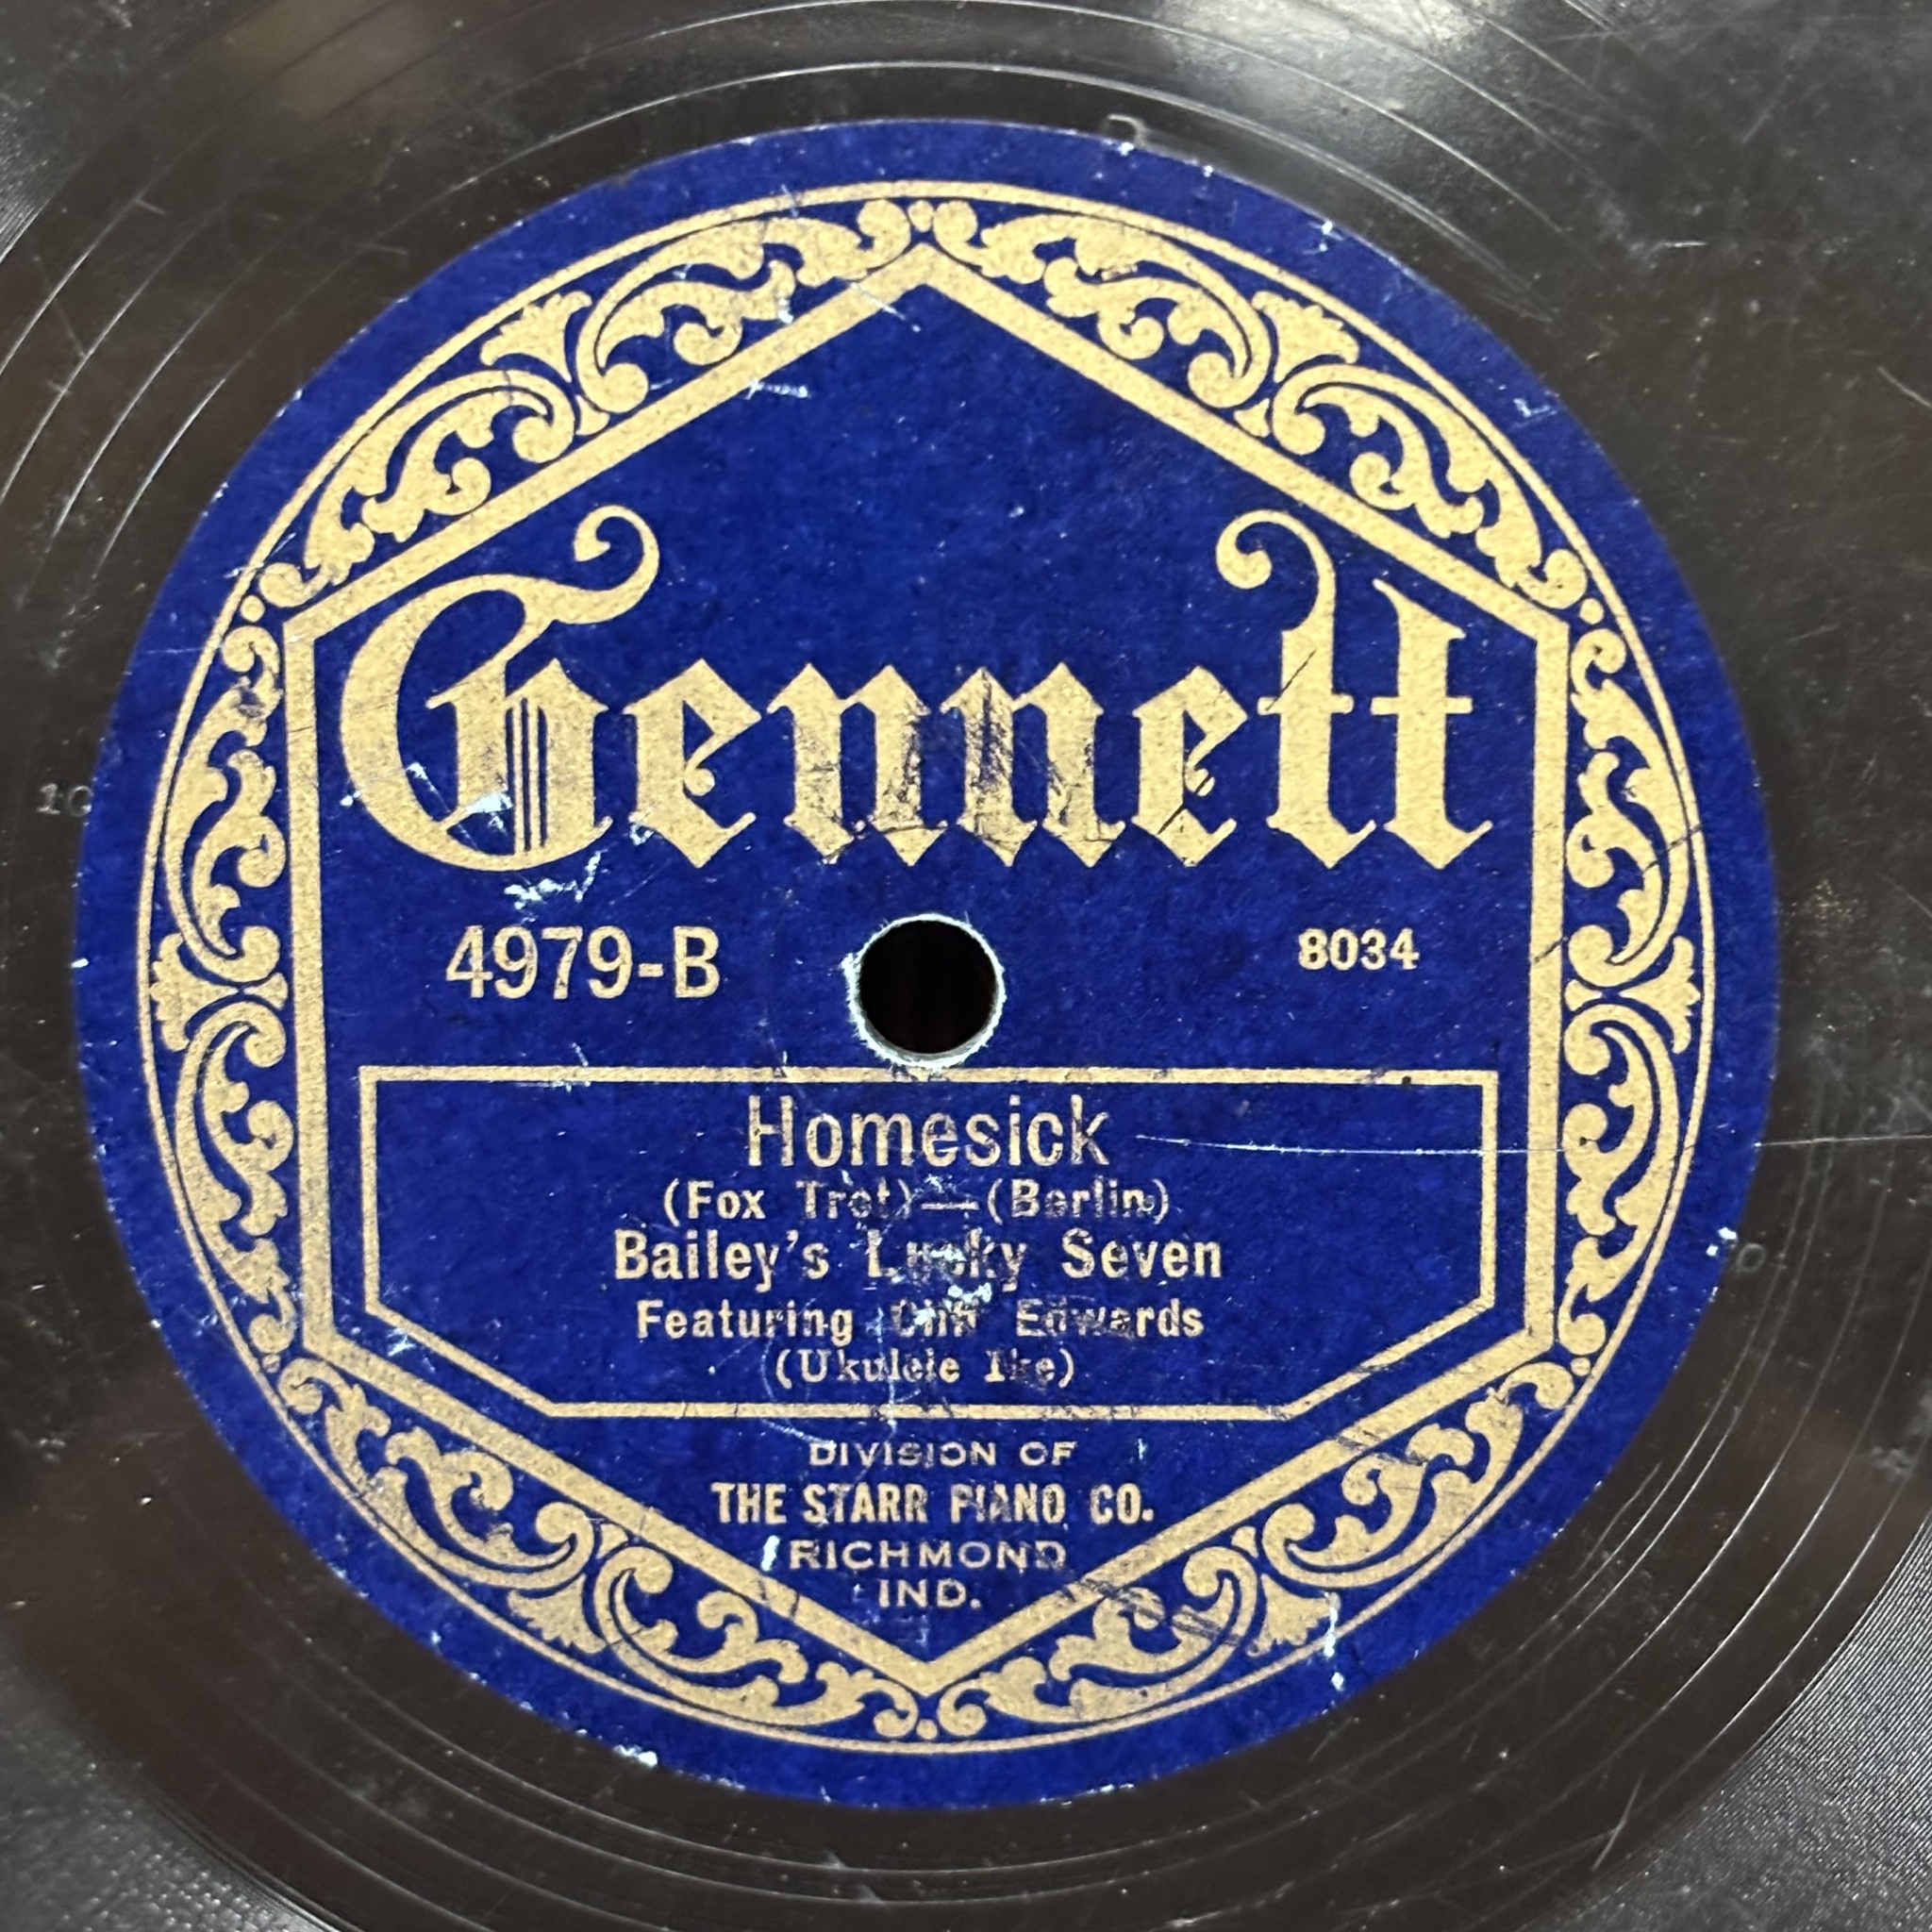 Gennett
4979-B 8034
Homesick
(Fox Trot)—(Berlin)
Bailey's Lucky Seven
Featuring Cliff Edwards
(Ukulele Ike)
DIVISION OF
THE STARR PIANO CO.
RICHMOND
IND.